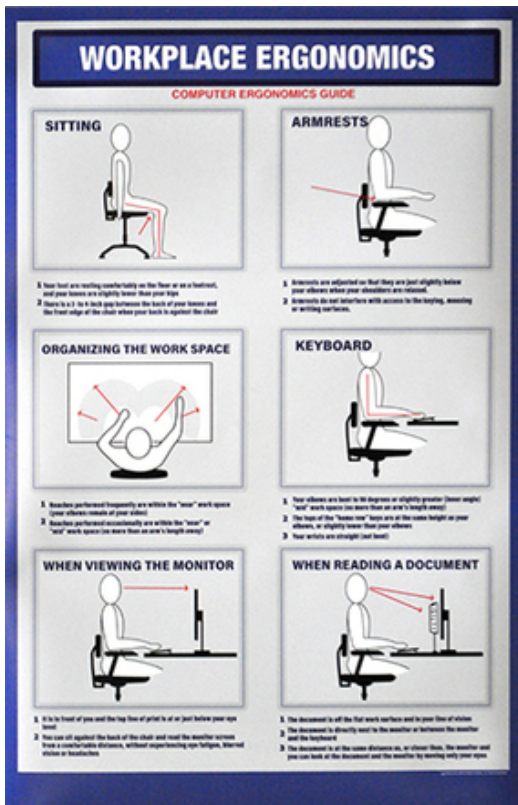 WORKPLACE ERGONOMICS
COMPUTER ERGONOMICS GUIDE
SITTING
1 Your feet are resting comfortably on the floor or on a footrest,
and your knees are slightly lower than your hips
2 There is a 3 to 4 inch gap between the back of your knees and
the front edge of the chair when your back is against the chair
ARMRESTS
1 Armrests are adjusted so that they are just slightly below
your elbows when your shoulders are relaxed.
2 Armrests do not interfere with access to the keying, mousing
or writing surfaces.
ORGANIZING THE WORK SPACE
1 Reaches performed frequently are within the "near" work space
(your elbows remain at your sides)
2 Reaches performed occasionally are within the "near" or
"mid" work space (no more than an arm's length away)
KEYBOARD
1 Your elbows are bent to 90 degrees or slightly greater (inner angle)
"mid" work space (no more than an arm's length away)
2 The tops of the "home row" keys are at the same height as your
elbows, or slightly lower than your elbows
3 Your wrists are straight (not bent)
WHEN VIEWING THE MONITOR
1 It is in front of you and the top line of print is at or just below your eye
level
2 You can sit against the back of the chair and read the monitor screen
from a comfortable distance, without experiencing eye fatigue, blurred
vision or headaches
WHEN READING A DOCUMENT
1 The document is off the flat work surface and in your line of vision
2 The document is directly next to the monitor or between the monitor
and the keyboard
3 The document is at the same distance as, or closer than, the monitor and
you can look at the document and the monitor by moving only your eyes